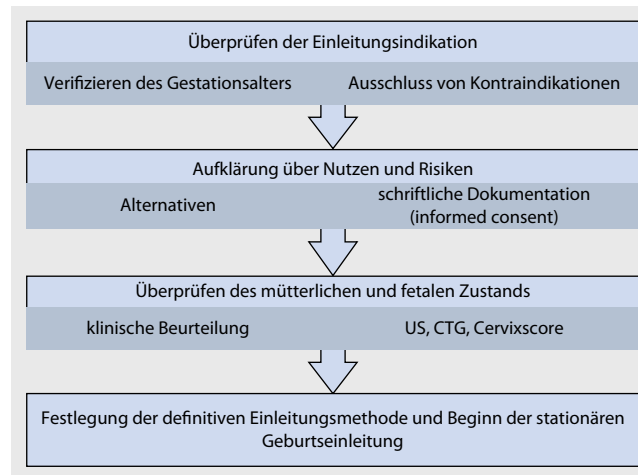 Überprüfen der Einleitungsindikation
Verifizieren des Gestationsalters
Ausschluss von Kontraindikationen
Aufklärung über Nutzen und Risiken
Alternativen
schriftliche Dokumentation
(informed consent)
Überprüfen des mütterlichen und fetalen Zustands
klinische Beurteilung
US, CTG, Cervixscore
Festlegung der definitiven Einleitungsmethode und Beginn der stationären
Geburtseinleitung